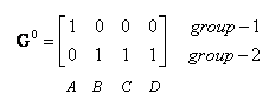 G⁰ = [ 1 0 0 0 ] group − 1
[ 0 1 1 1 ] group − 2
A B C D